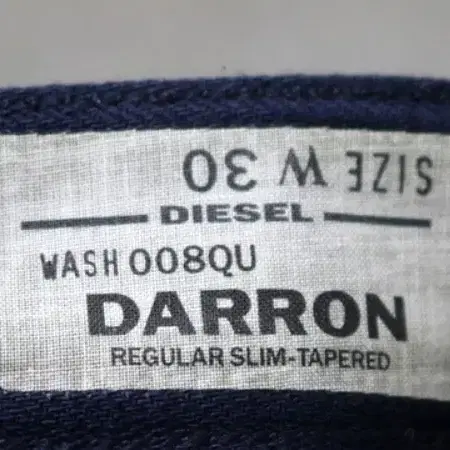 SIZE W 30
DIESEL
WASH 008QU
DARRON
REGULAR SLIM-TAPERED